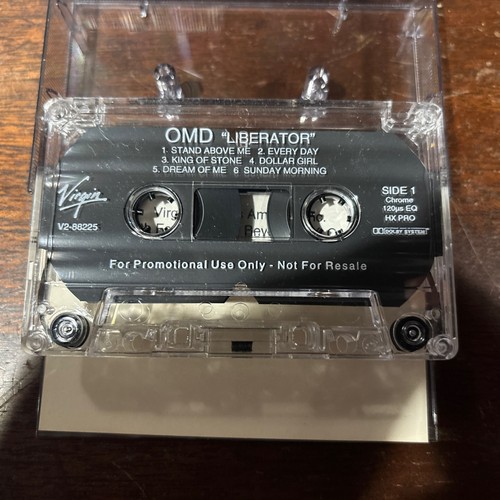 OMD "LIBERATOR"
1. STAND ABOVE ME 2. EVERY DAY
3. KING OF STONE 4. DOLLAR GIRL
5. DREAM OF ME 6 SUNDAY MORNING
Virgin
V2-88225
SIDE 1
Chrome
120µs EQ
HX PRO
DOLBY SYSTEM
For Promotional Use Only - Not For Resale